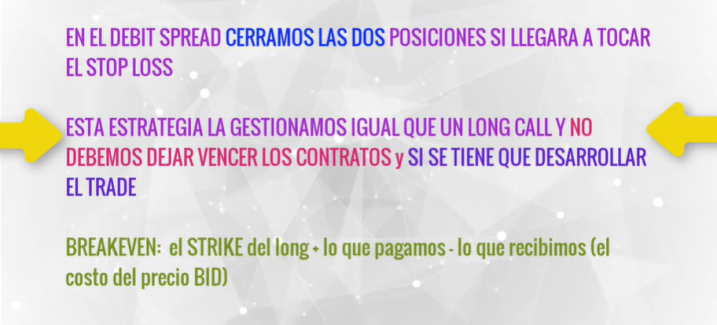 EN EL DEBIT SPREAD CERRAMOS LAS DOS POSICIONES SI LLEGARA A TOCAR
EL STOP LOSS
ESTA ESTRATEGIA LA GESTIONAMOS IGUAL QUE UN LONG CALL Y NO
DEBEMOS DEJAR VENCER LOS CONTRATOS y SI SE TIENE QUE DESARROLLAR
EL TRADE
BREAKEVEN: el STRIKE del long + lo que pagamos - lo que recibimos (el
costo del precio BID)